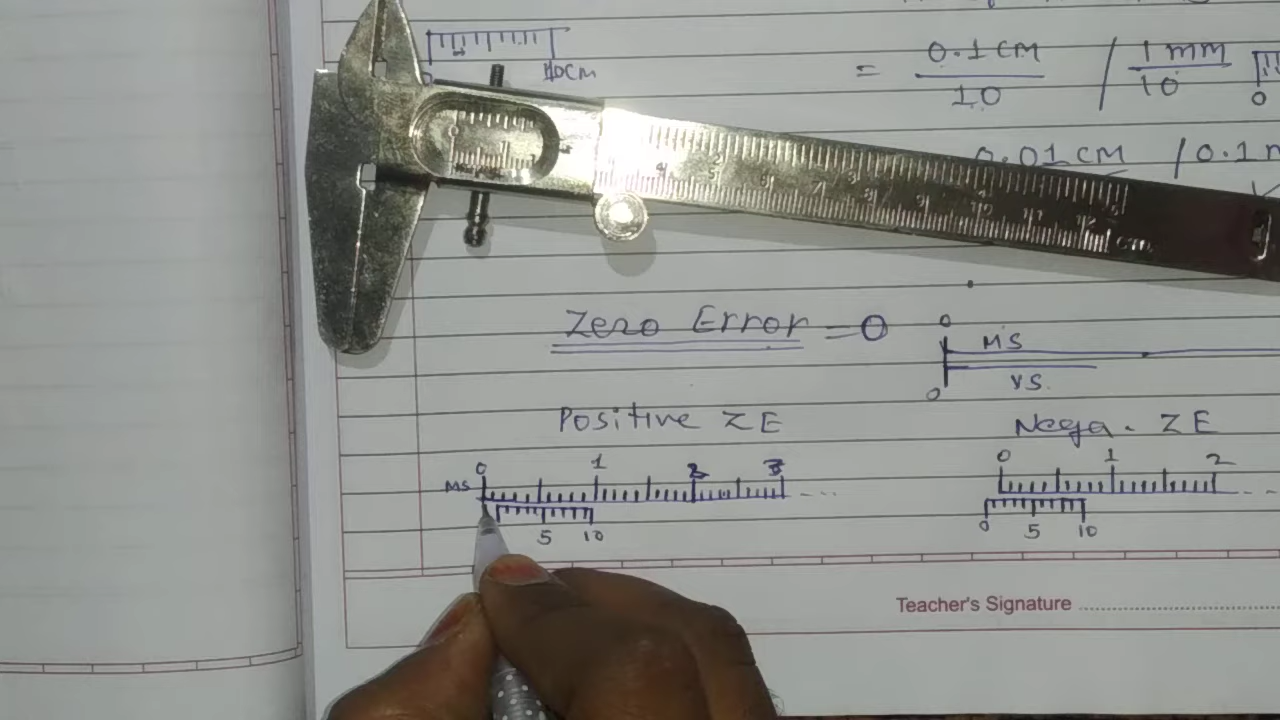 0 10CM
= 0.1 CM / 1 mm
10 10
0
0.01 CM / 0.1 m
Zero Error = 0
0
MS
VS.
0
Positive ZE
0 1 2 3
MS
5 10
Nega. ZE
0 1 2
0 5 10
Teacher's Signature